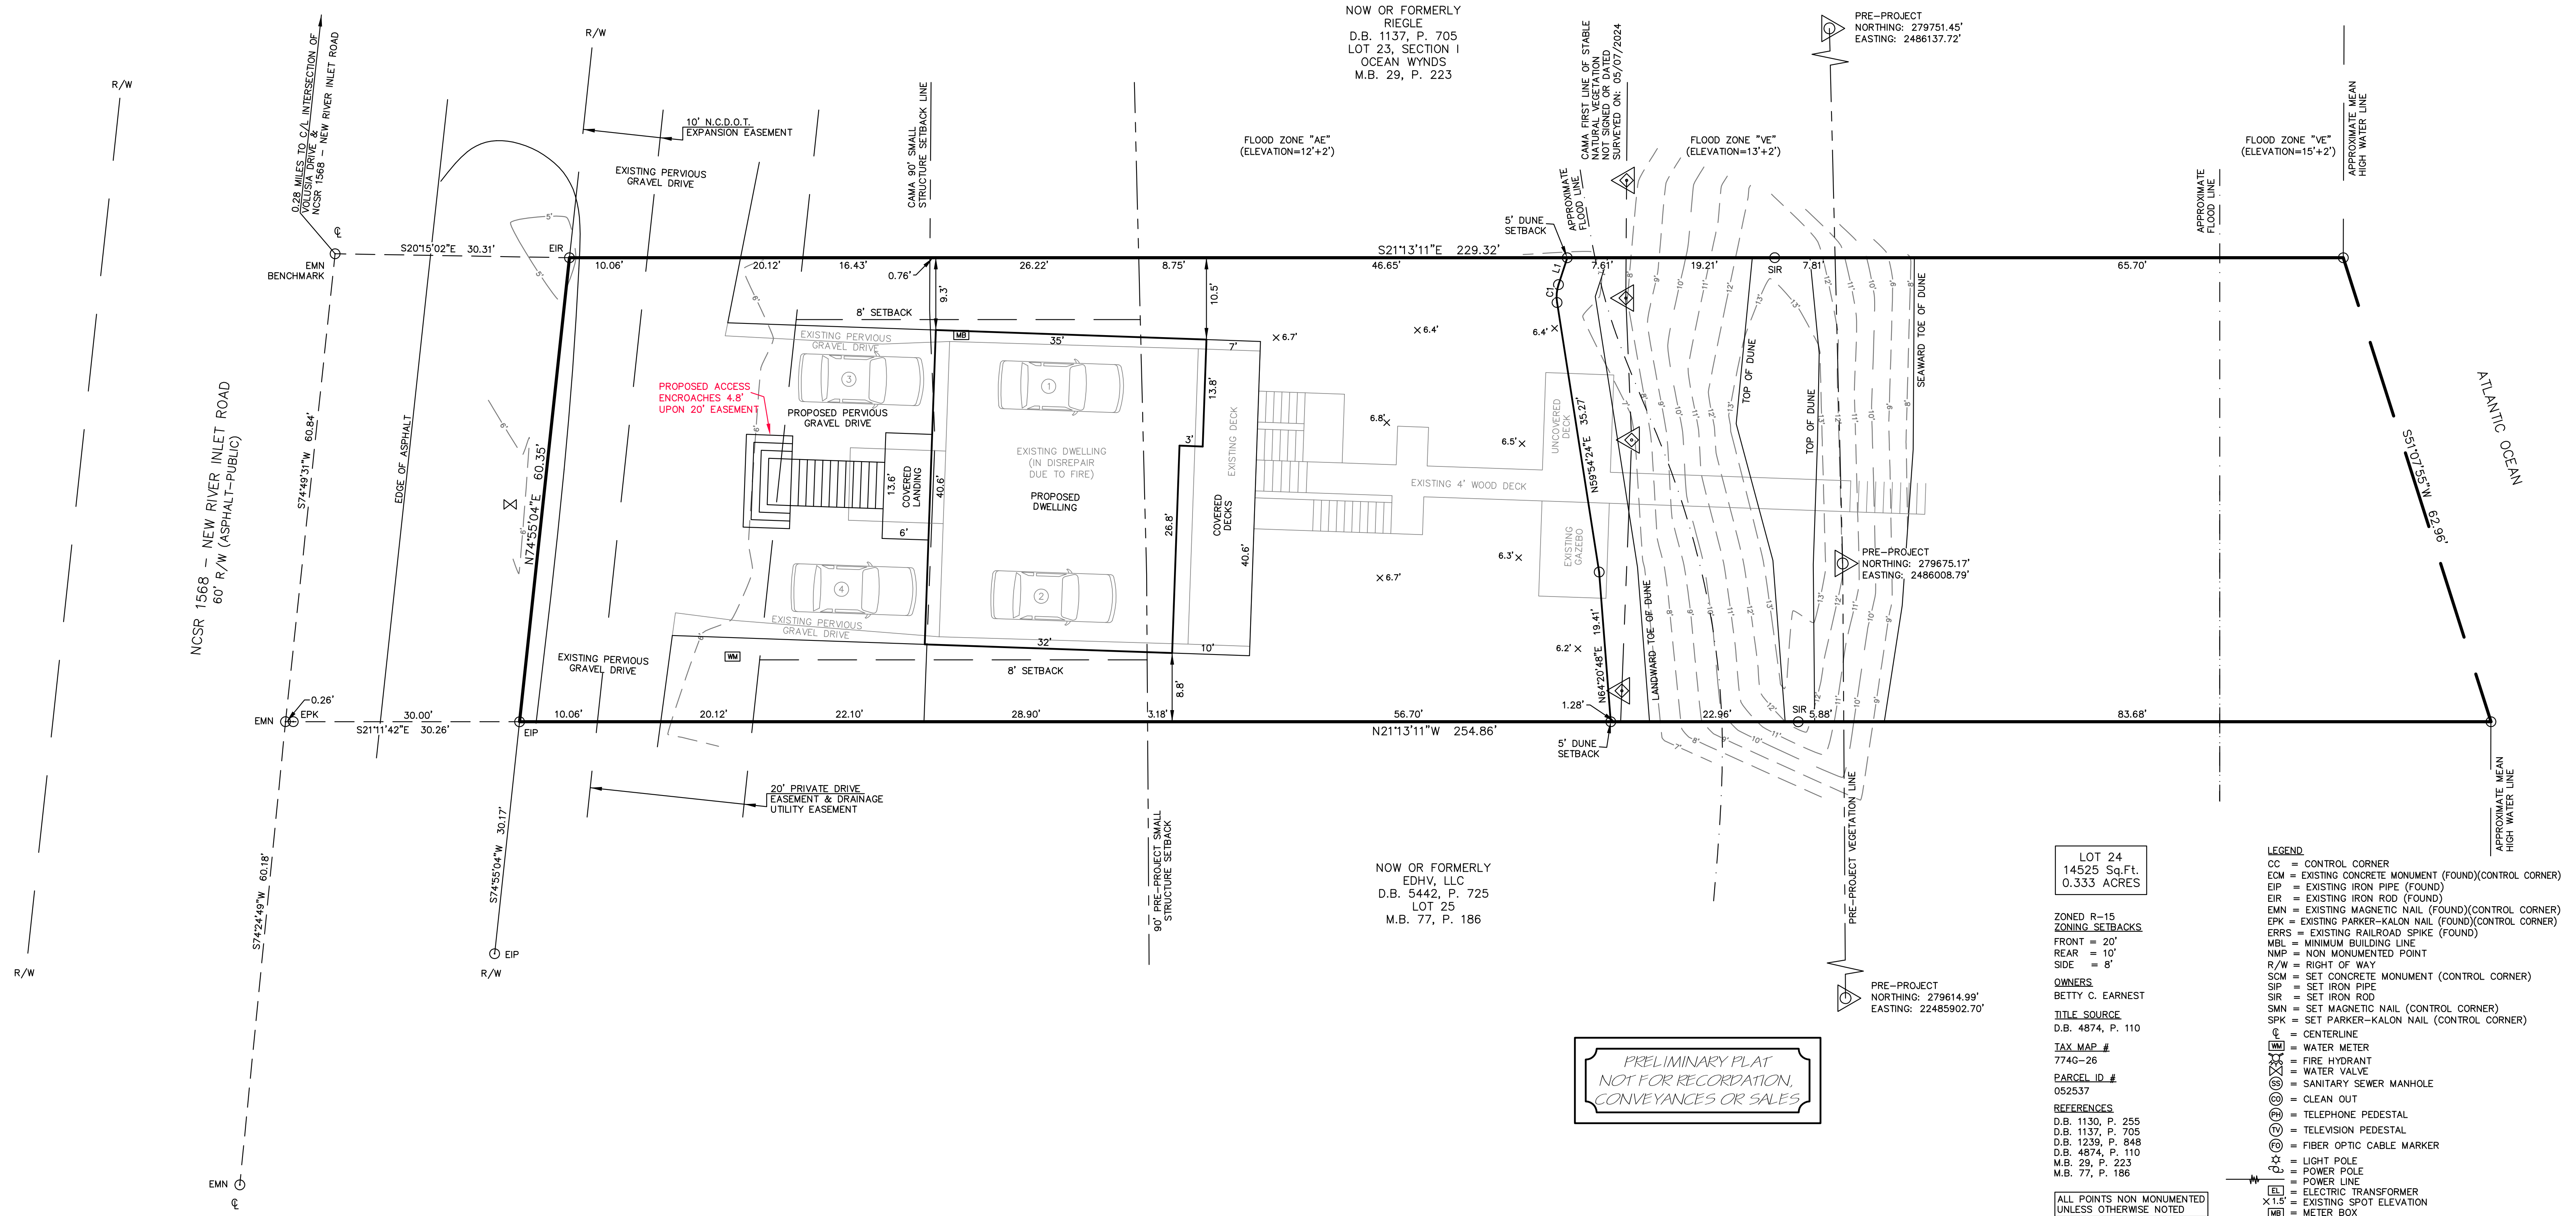 NOW OR FORMERLY
RIEGLE
D.B. 1137, P. 705
LOT 23, SECTION I
OCEAN WYNDS
M.B. 29, P. 223
PRE-PROJECT
NORTHING: 279751.45'
EASTING: 2486137.72'
R/W
R/W
0.28 MILES TO C/L INTERSECTION OF
VOLUSIA DRIVE &
NCSR 1568 - NEW RIVER INLET ROAD
10' N.C.D.O.T.
EXPANSION EASEMENT
EXISTING PERVIOUS
GRAVEL DRIVE
CAMA 90' SMALL
STRUCTURE SETBACK LINE
FLOOD ZONE "AE"
(ELEVATION=12'+2')
CAMA FIRST LINE OF STABLE
NATURAL VEGETATION
NOT SIGNED OR DATED
SURVEYED ON: 05/07/2024
FLOOD ZONE "VE"
(ELEVATION=13'+2')
FLOOD ZONE "VE"
(ELEVATION=15'+2')
APPROXIMATE MEAN
HIGH WATER LINE
APPROXIMATE
FLOOD LINE
APPROXIMATE
FLOOD LINE
5' DUNE
SETBACK
℄
EMN
BENCHMARK
S20°15'02"E 30.31'
EIR
S21°13'11"E 229.32'
10.06'
20.12'
16.43'
0.76'
26.22'
8.75'
46.65'
7.61'
19.21'
SIR
7.81'
65.70'
L1
C1
9.3'
10.5'
8' SETBACK
5'
5'
6'
EXISTING PERVIOUS
GRAVEL DRIVE
MB
35'
7'
6.7'
6.4'
6.4'
3
1
PROPOSED ACCESS
ENCROACHES 4.8'
UPON 20' EASEMENT
PROPOSED PERVIOUS
GRAVEL DRIVE
13.8'
3'
EXISTING DWELLING
(IN DISREPAIR
DUE TO FIRE)
PROPOSED
DWELLING
EXISTING DECK
COVERED
DECKS
13.6'
COVERED
LANDING
40.6'
6'
26.8'
40.6'
6.8'
6.5'
UNCOVERED
DECK
EXISTING 4' WOOD DECK
EXISTING
GAZEBO
6.3'
6.7'
6.2'
N59°54'24"E 35.27'
N64°20'48"E 19.41'
LANDWARD TOE OF DUNE
TOP OF DUNE
TOP OF DUNE
SEAWARD TOE OF DUNE
ATLANTIC OCEAN
S51°07'55"W 62.96'
PRE-PROJECT
NORTHING: 279675.17'
EASTING: 2486008.79'
NCSR 1568 - NEW RIVER INLET ROAD
60' R/W (ASPHALT-PUBLIC)
S74°49'31"W 60.84'
EDGE OF ASPHALT
N74°55'04"E 60.35'
4
2
EXISTING PERVIOUS
GRAVEL DRIVE
32'
10'
EXISTING PERVIOUS
GRAVEL DRIVE
WM
8' SETBACK
8.8'
0.26'
EMN
EPK
30.00'
S21°11'42"E 30.26'
EIP
10.06'
20.12'
22.10'
28.90'
3.18'
56.70'
1.28'
22.96'
SIR
5.88'
83.68'
N21°13'11"W 254.86'
5' DUNE
SETBACK
20' PRIVATE DRIVE
EASEMENT & DRAINAGE
UTILITY EASEMENT
S74°55'04"W 30.17'
S74°24'49"W 60.18'
EIP
R/W
R/W
90' PRE-PROJECT SMALL
STRUCTURE SETBACK
NOW OR FORMERLY
EDHV, LLC
D.B. 5442, P. 725
LOT 25
M.B. 77, P. 186
PRE-PROJECT VEGETATION LINE
APPROXIMATE MEAN
HIGH WATER LINE
PRE-PROJECT
NORTHING: 279614.99'
EASTING: 22485902.70'
EMN
℄
PRELIMINARY PLAT
NOT FOR RECORDATION,
CONVEYANCES OR SALES
LOT 24
14525 Sq.Ft.
0.333 ACRES
ZONED R-15
ZONING SETBACKS
FRONT = 20'
REAR = 10'
SIDE = 8'
OWNERS
BETTY C. EARNEST
TITLE SOURCE
D.B. 4874, P. 110
TAX MAP #
774G-26
PARCEL ID #
052537
REFERENCES
D.B. 1130, P. 255
D.B. 1137, P. 705
D.B. 1239, P. 848
D.B. 4874, P. 110
M.B. 29, P. 223
M.B. 77, P. 186
ALL POINTS NON MONUMENTED
UNLESS OTHERWISE NOTED
LEGEND
CC = CONTROL CORNER
ECM = EXISTING CONCRETE MONUMENT (FOUND)(CONTROL CORNER)
EIP = EXISTING IRON PIPE (FOUND)
EIR = EXISTING IRON ROD (FOUND)
EMN = EXISTING MAGNETIC NAIL (FOUND)(CONTROL CORNER)
EPK = EXISTING PARKER-KALON NAIL (FOUND)(CONTROL CORNER)
ERRS = EXISTING RAILROAD SPIKE (FOUND)
MBL = MINIMUM BUILDING LINE
NMP = NON MONUMENTED POINT
R/W = RIGHT OF WAY
SCM = SET CONCRETE MONUMENT (CONTROL CORNER)
SIP = SET IRON PIPE
SIR = SET IRON ROD
SMN = SET MAGNETIC NAIL (CONTROL CORNER)
SPK = SET PARKER-KALON NAIL (CONTROL CORNER)
℄ = CENTERLINE
WM = WATER METER
= FIRE HYDRANT
= WATER VALVE
SS = SANITARY SEWER MANHOLE
CO = CLEAN OUT
PH = TELEPHONE PEDESTAL
TV = TELEVISION PEDESTAL
FO = FIBER OPTIC CABLE MARKER
= LIGHT POLE
= POWER POLE
= POWER LINE
EL = ELECTRIC TRANSFORMER
×1.5' = EXISTING SPOT ELEVATION
MB = METER BOX